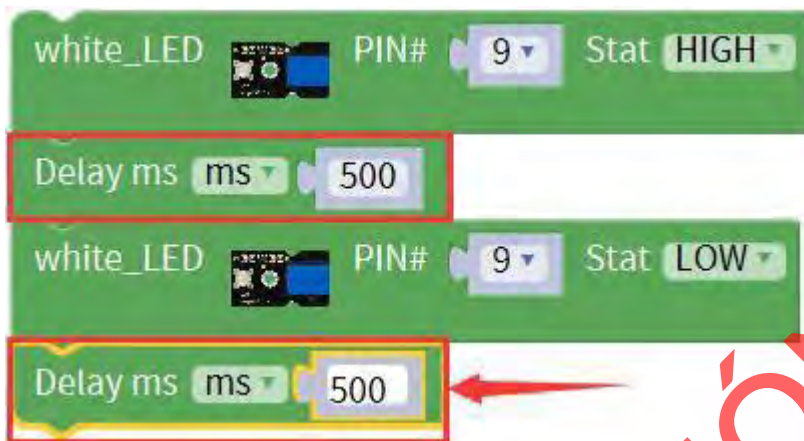 white_LED PIN# 9 Stat HIGH
Delay ms ms 500
white_LED PIN# 9 Stat LOW
Delay ms ms 500